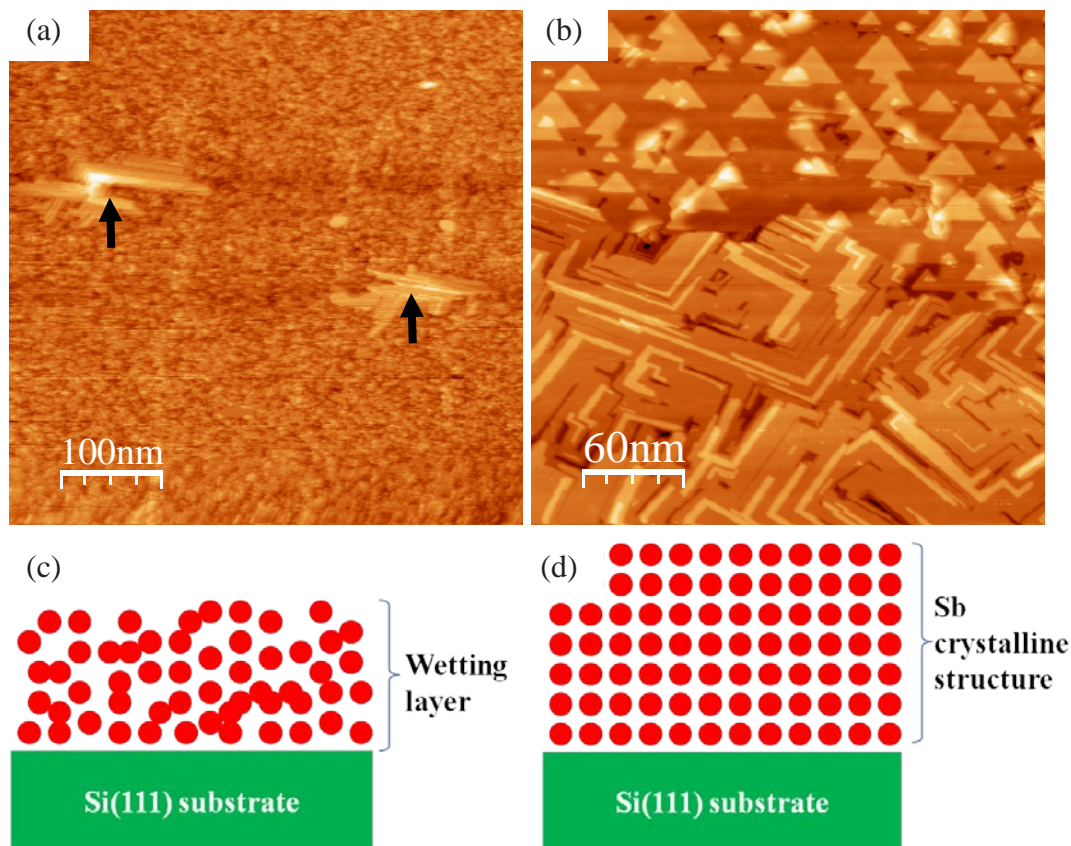 (a)
(b)
100nm
60nm
(c)
(d)
Wetting
layer
Sb
crystalline
structure
Si(111) substrate
Si(111) substrate